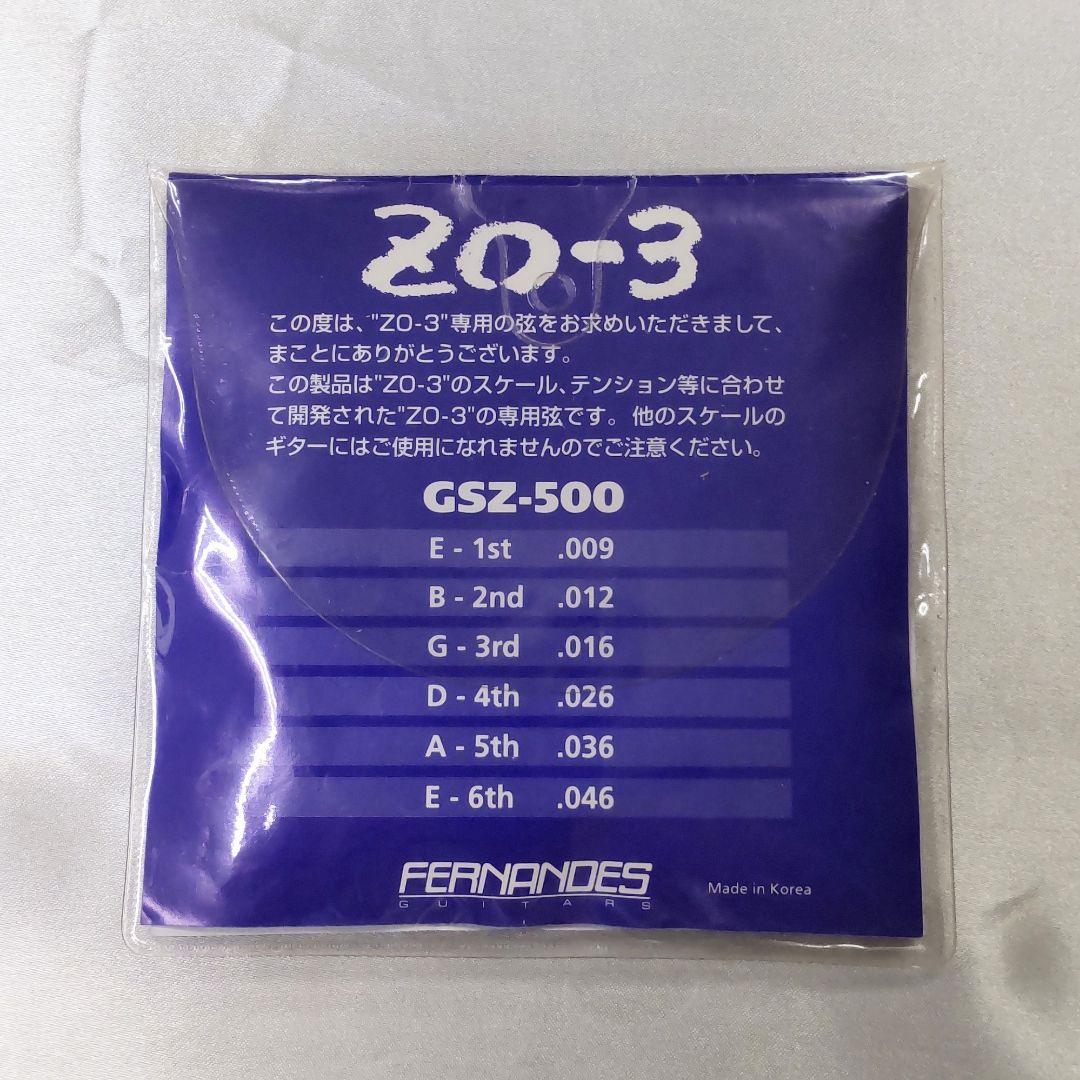 ZO-3
この度は、"ZO-3"専用の弦をお求めいただきまして、
まことにありがとうございます。
この製品は"ZO-3"のスケール、テンション等に合わせ
て開発された"ZO-3"の専用弦です。他のスケールの
ギターにはご使用になれませんのでご注意ください。
GSZ-500
E - 1st .009
B - 2nd .012
G - 3rd .016
D - 4th .026
A - 5th .036
E - 6th .046
FERNANDES
GUITARS
Made in Korea